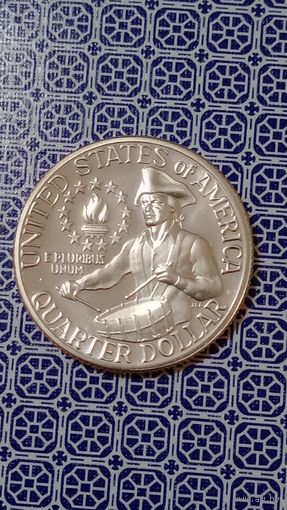 UNITED STATES OF AMERICA
E PLURIBUS
UNUM
QUARTER DOLLAR